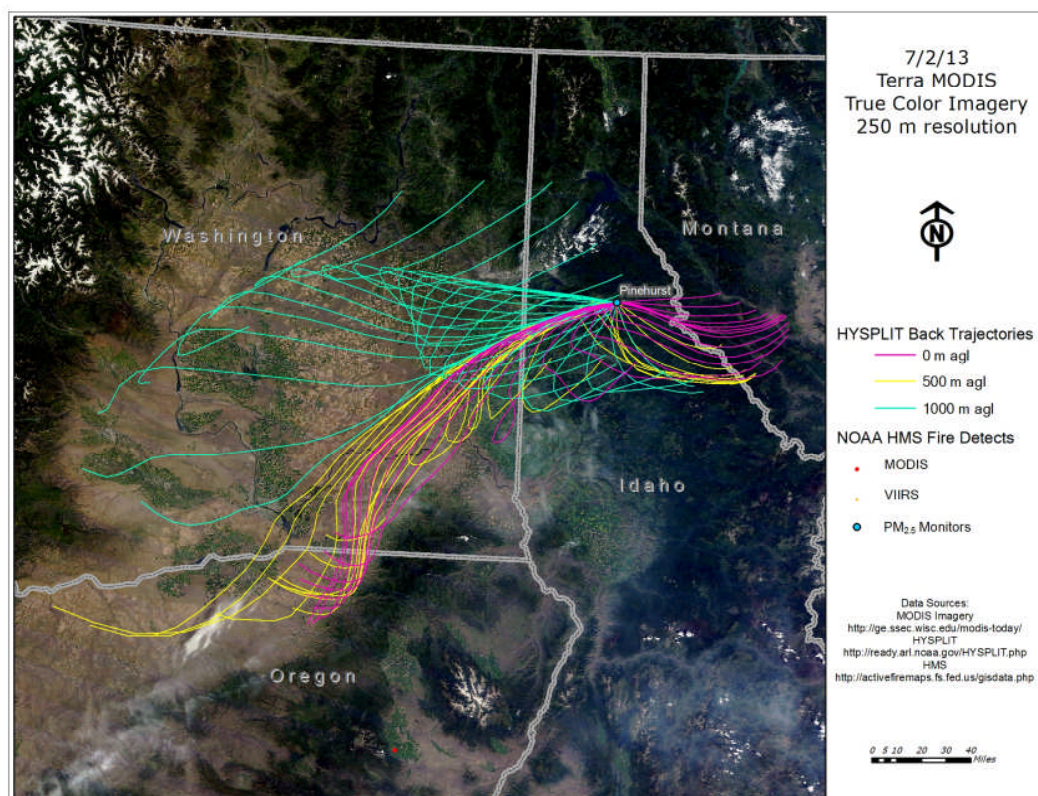 7/2/13
Terra MODIS
True Color Imagery
250 m resolution
N
Washington
Montana
Pinehurst
Idaho
Oregon
HYSPLIT Back Trajectories
0 m agl
500 m agl
1000 m agl
NOAA HMS Fire Detects
MODIS
VIIRS
PM2.5 Monitors
Data Sources:
MODIS Imagery
http://ge.ssec.wisc.edu/modis-today/
HYSPLIT
http://ready.arl.noaa.gov/HYSPLIT.php
HMS
http://activefiremaps.fs.fed.us/gisdata.php
0 5 10 20 30 40
Miles